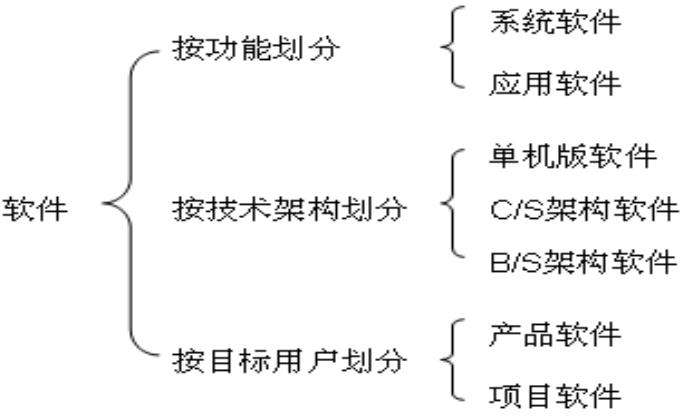 软件
按功能划分
系统软件
应用软件
按技术架构划分
单机版软件
C/S架构软件
B/S架构软件
按目标用户划分
产品软件
项目软件